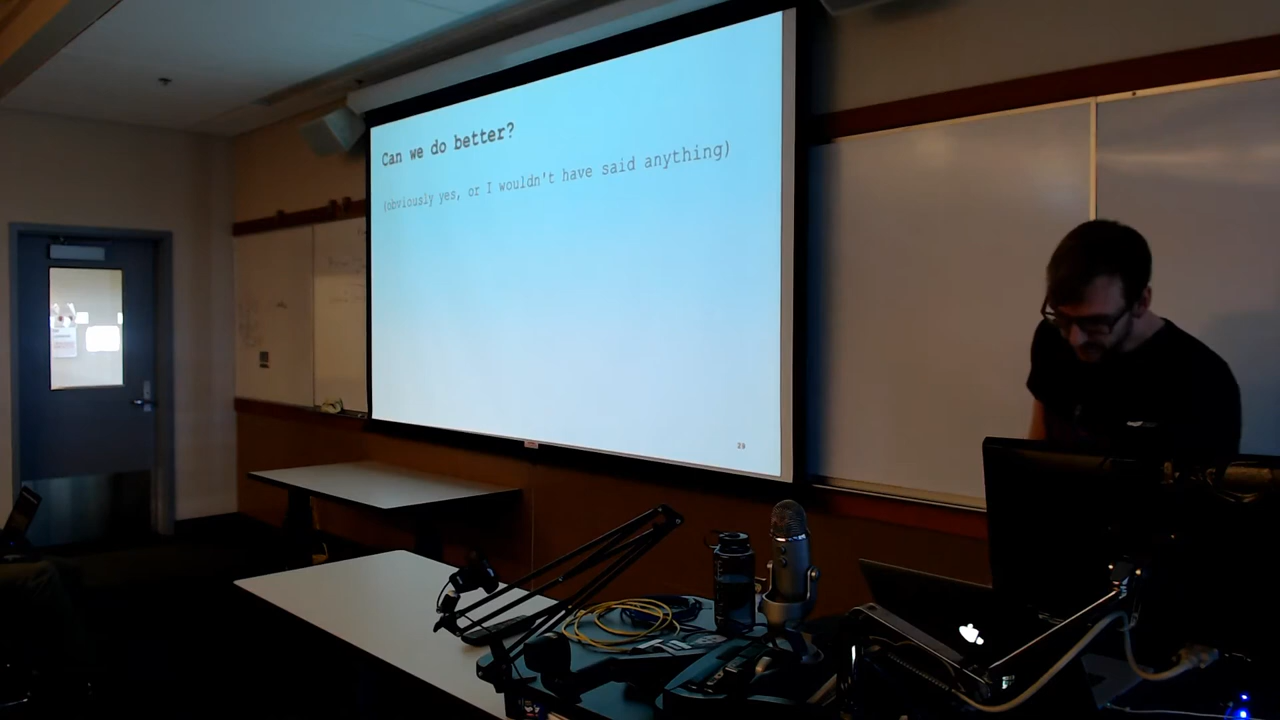 Can we do better?
(obviously yes, or I wouldn't have said anything)
29